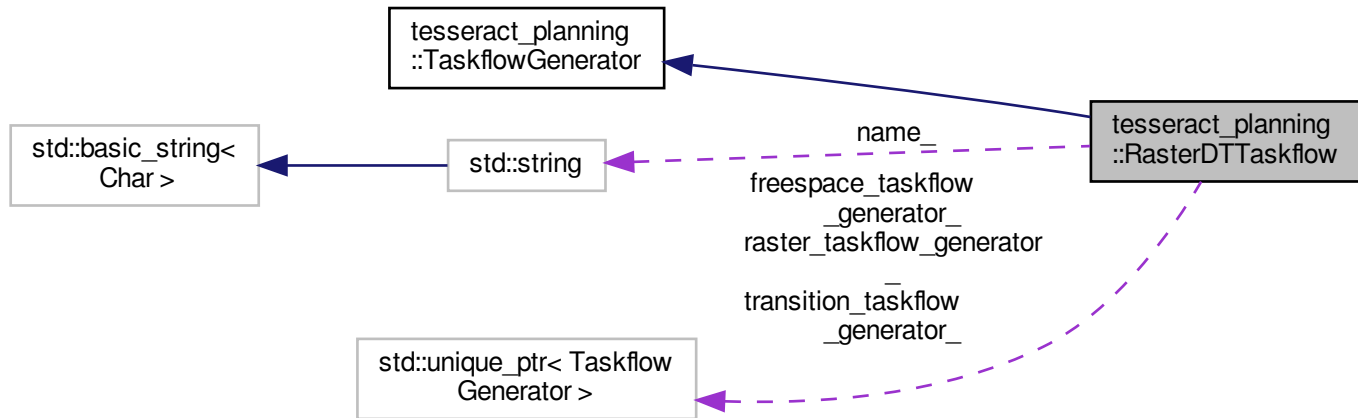 tesseract_planning
::TaskflowGenerator
tesseract_planning
::RasterDTTaskflow
std::basic_string<
Char >
std::string
name_
freespace_taskflow
_generator_
raster_taskflow_generator
_
transition_taskflow
_generator_
std::unique_ptr< Taskflow
Generator >